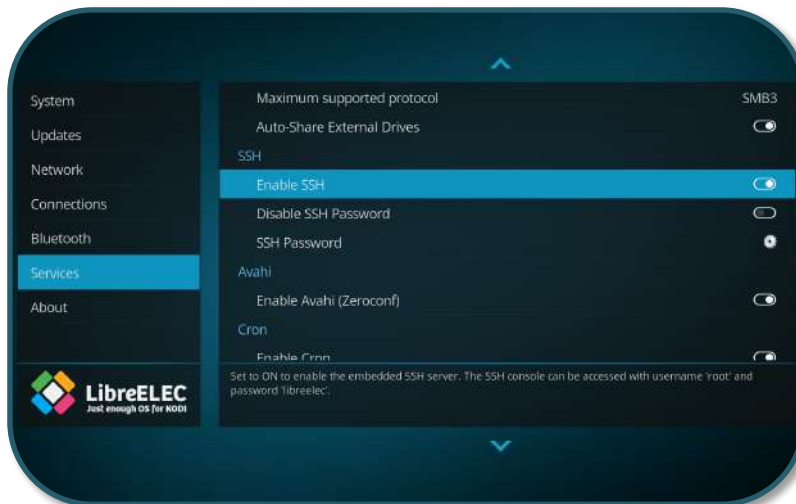 System
Updates
Network
Connections
Bluetooth
Services
About
Maximum supported protocol SMB3
Auto-Share External Drives
SSH
Enable SSH
Disable SSH Password
SSH Password
Avahi
Enable Avahi (Zeroconf)
Cron
Enable Cron
LibreELEC
Just enough OS for KODI
Set to ON to enable the embedded SSH server. The SSH console can be accessed with username 'root' and
password 'libreelec'.